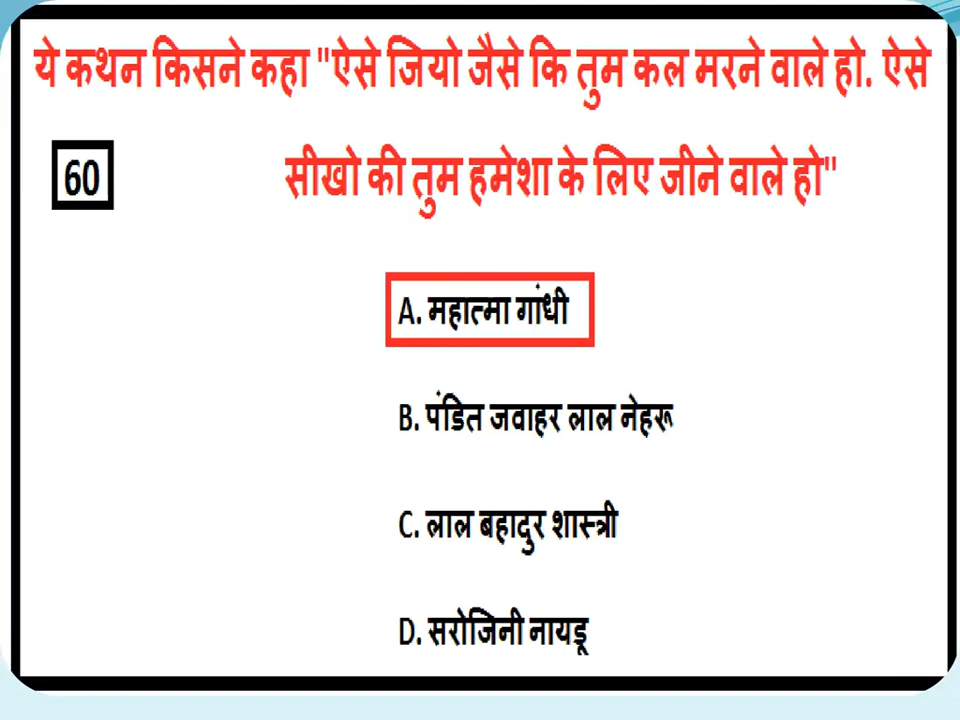 ये कथन किसने कहा "ऐसे जियो जैसे कि तुम कल मरने वाले हो. ऐसे
60 सीखो की तुम हमेशा के लिए जीने वाले हो"
A. महात्मा गांधी
B. पंडित जवाहर लाल नेहरू
C. लाल बहादुर शास्त्री
D. सरोजिनी नायडू